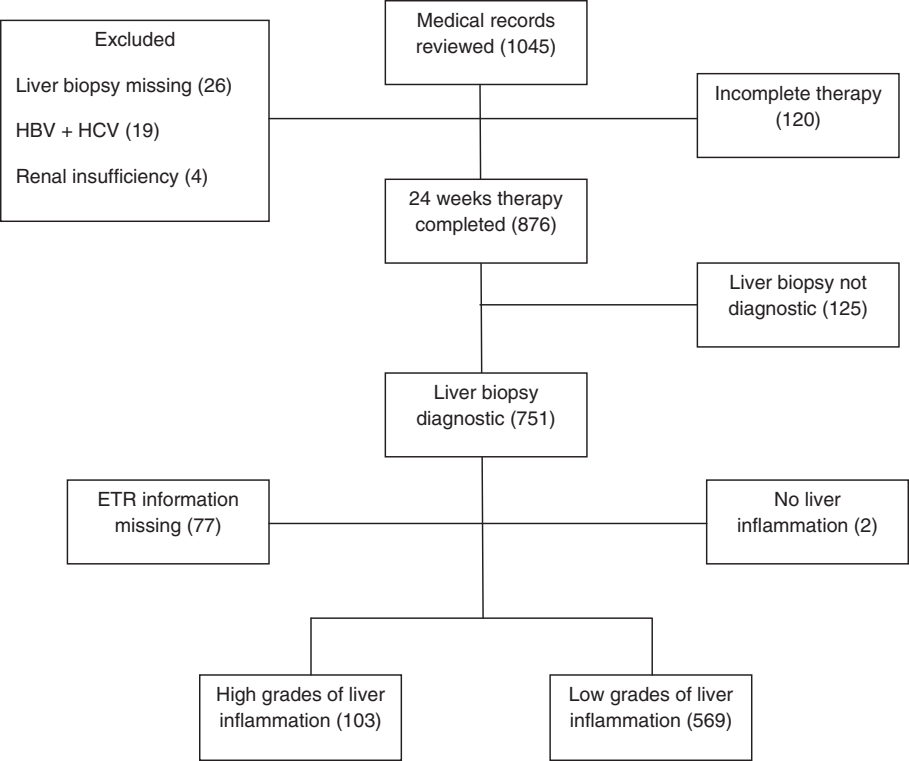 Medical records
reviewed (1045)
Excluded
Liver biopsy missing (26)
HBV + HCV (19)
Renal insufficiency (4)
Incomplete therapy
(120)
24 weeks therapy
completed (876)
Liver biopsy not
diagnostic (125)
Liver biopsy
diagnostic (751)
ETR information
missing (77)
No liver
inflammation (2)
High grades of liver
inflammation (103)
Low grades of liver
inflammation (569)